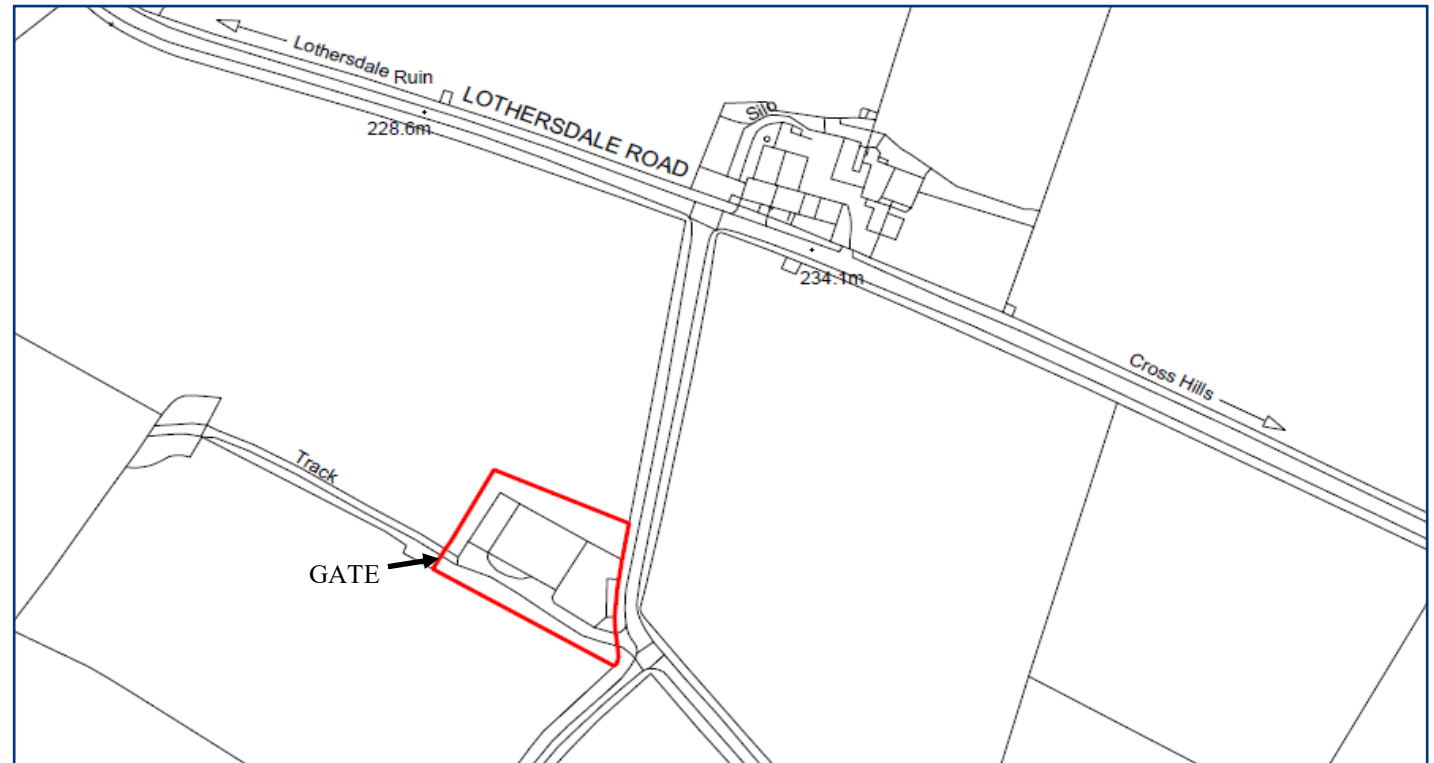 Lothersdale Ruin
LOTHERSDALE ROAD
Silo
228.6m
234.1m
Cross Hills
Track
GATE